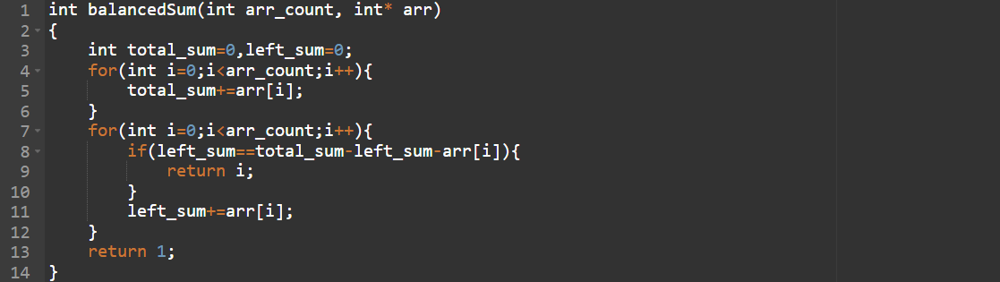 1 int balancedSum(int arr_count, int* arr)
2 {
3     int total_sum=0,left_sum=0;
4     for(int i=0;i<arr_count;i++){
5         total_sum+=arr[i];
6     }
7     for(int i=0;i<arr_count;i++){
8         if(left_sum==total_sum-left_sum-arr[i]){
9             return i;
10         }
11         left_sum+=arr[i];
12     }
13     return 1;
14 }